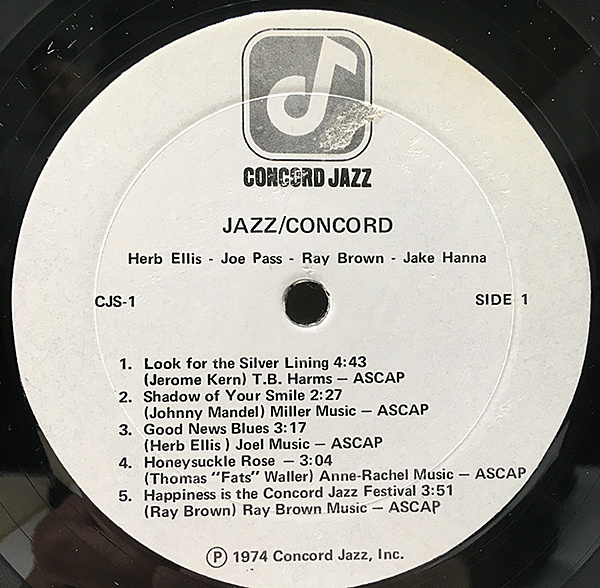 CONCORD JAZZ
JAZZ/CONCORD
Herb Ellis - Joe Pass - Ray Brown - Jake Hanna
CJS-1 SIDE 1
1. Look for the Silver Lining 4:43
(Jerome Kern) T.B. Harms — ASCAP
2. Shadow of Your Smile 2:27
(Johnny Mandel) Miller Music — ASCAP
3. Good News Blues 3:17
(Herb Ellis ) Joel Music — ASCAP
4. Honeysuckle Rose — 3:04
(Thomas "Fats" Waller) Anne-Rachel Music — ASCAP
5. Happiness is the Concord Jazz Festival 3:51
(Ray Brown) Ray Brown Music — ASCAP
Ⓟ 1974 Concord Jazz, Inc.